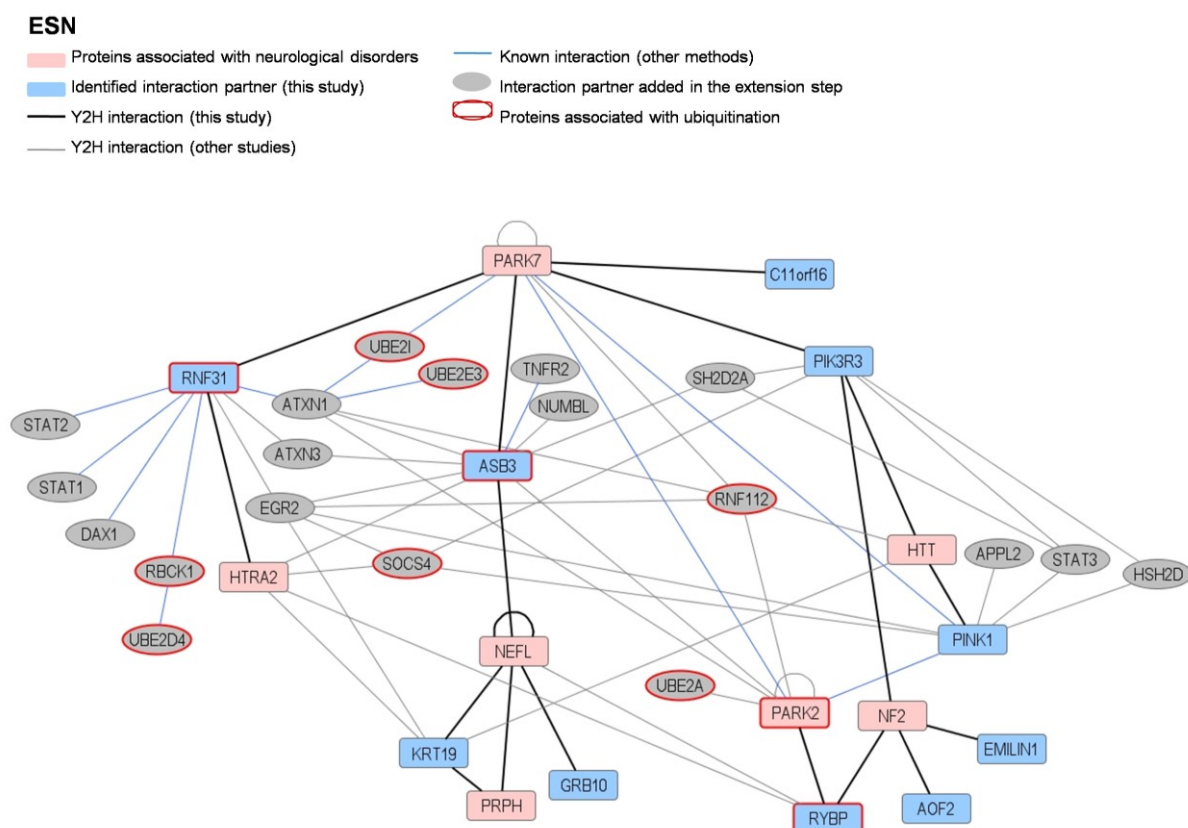 ESN
Proteins associated with neurological disorders
Identified interaction partner (this study)
Y2H interaction (this study)
Y2H interaction (other studies)
Known interaction (other methods)
Interaction partner added in the extension step
Proteins associated with ubiquitination
PARK7
C11orf16
UBE2I
PIK3R3
UBE2E3
TNFR2
RNF31
SH2D2A
ATXN1
NUMBL
STAT2
ATXN3
ASB3
STAT1
RNF112
EGR2
DAX1
HTT
APPL2
STAT3
SOCS4
RBCK1
HTRA2
HSH2D
UBE2D4
PINK1
NEFL
UBE2A
PARK2
NF2
KRT19
EMILIN1
GRB10
PRPH
AOF2
RYBP